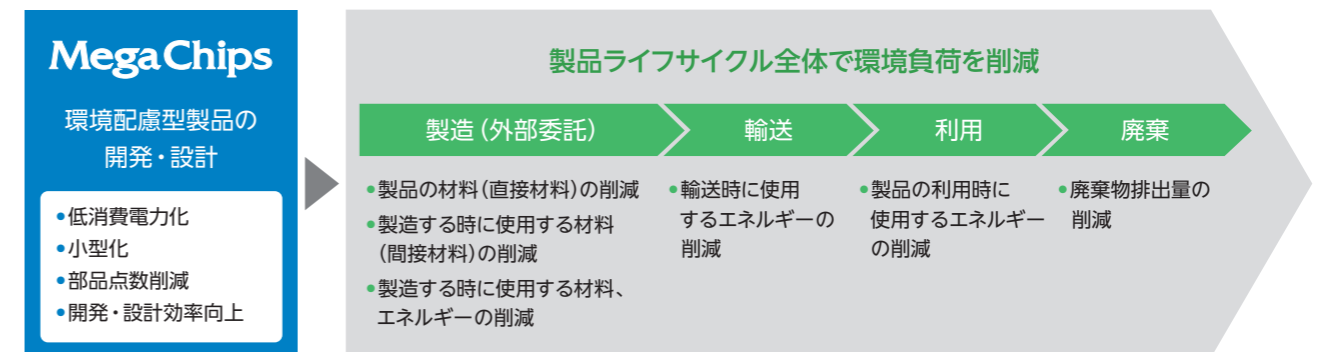 MegaChips
環境配慮型製品の
開発・設計
•低消費電力化
•小型化
•部品点数削減
•開発・設計効率向上
製品ライフサイクル全体で環境負荷を削減
製造（外部委託）
•製品の材料（直接材料）の削減
•製造する時に使用する材料
（間接材料）の削減
•製造する時に使用する材料、
エネルギーの削減
輸送
•輸送時に使用
するエネルギーの
削減
利用
•製品の利用時に
使用するエネルギー
の削減
廃棄
•廃棄物排出量の
削減